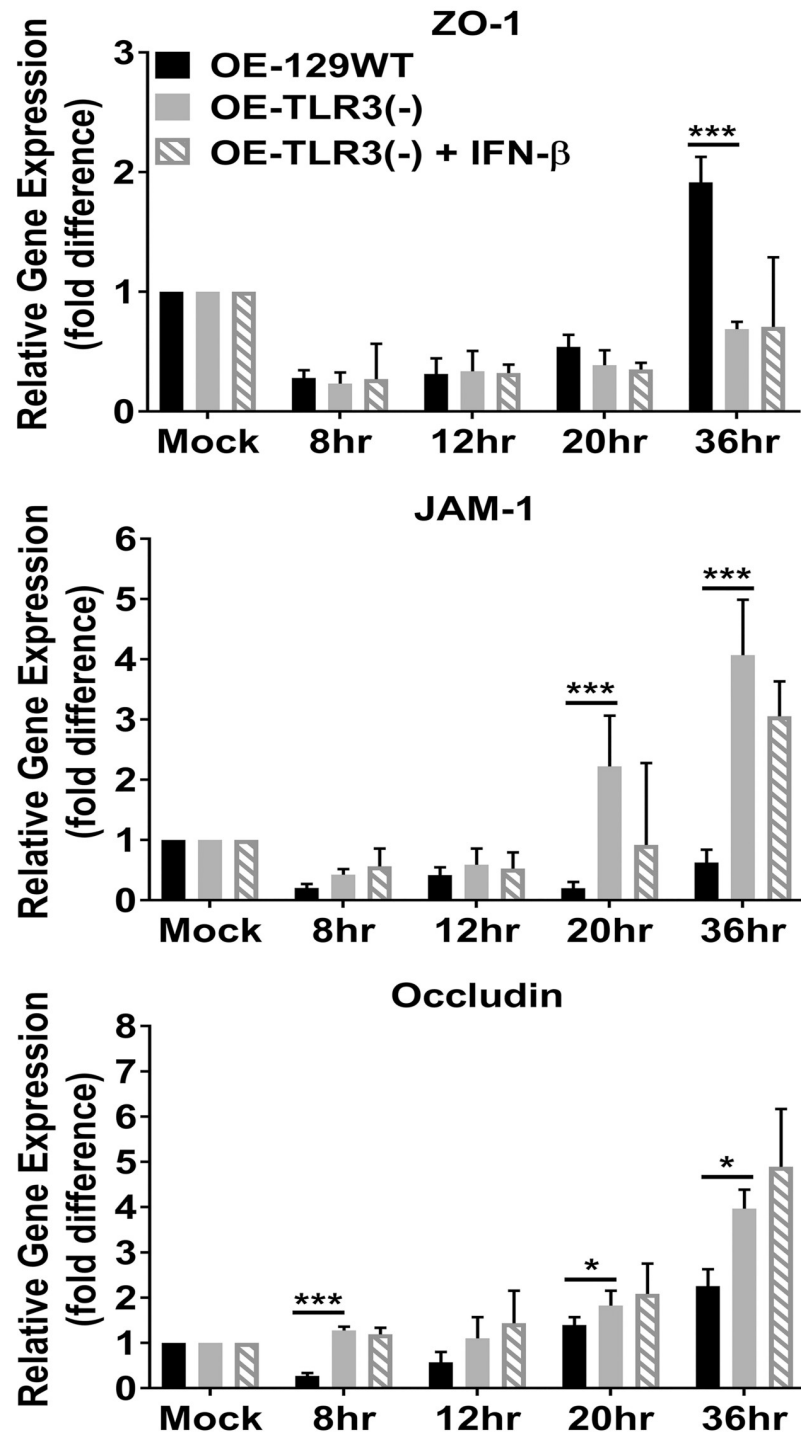 ZO-1
OE-129WT
OE-TLR3(-)
OE-TLR3(-) + IFN-β
Relative Gene Expression
(fold difference)
3
2
1
0
***
Mock 8hr 12hr 20hr 36hr
JAM-1
Relative Gene Expression
(fold difference)
6
5
4
3
2
1
0
***
***
Mock 8hr 12hr 20hr 36hr
Occludin
Relative Gene Expression
(fold difference)
8
7
6
5
4
3
2
1
0
***
*
*
Mock 8hr 12hr 20hr 36hr